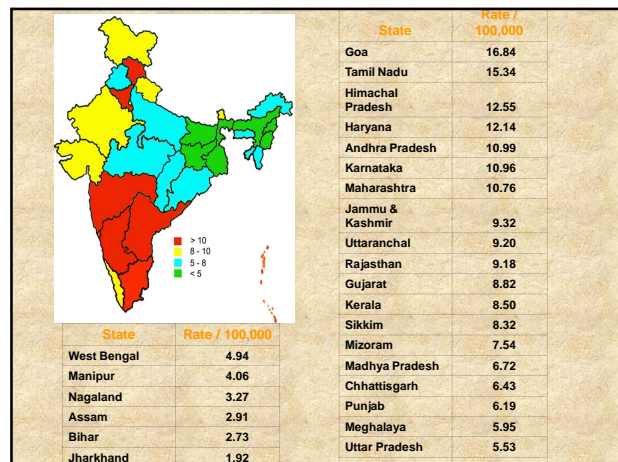 > 10
8 - 10
5 - 8
< 5
State Rate / 100,000
West Bengal 4.94
Manipur 4.06
Nagaland 3.27
Assam 2.91
Bihar 2.73
Jharkhand 1.92
State Rate / 100,000
Goa 16.84
Tamil Nadu 15.34
Himachal
Pradesh 12.55
Haryana 12.14
Andhra Pradesh 10.99
Karnataka 10.96
Maharashtra 10.76
Jammu &
Kashmir 9.32
Uttaranchal 9.20
Rajasthan 9.18
Gujarat 8.82
Kerala 8.50
Sikkim 8.32
Mizoram 7.54
Madhya Pradesh 6.72
Chhattisgarh 6.43
Punjab 6.19
Meghalaya 5.95
Uttar Pradesh 5.53